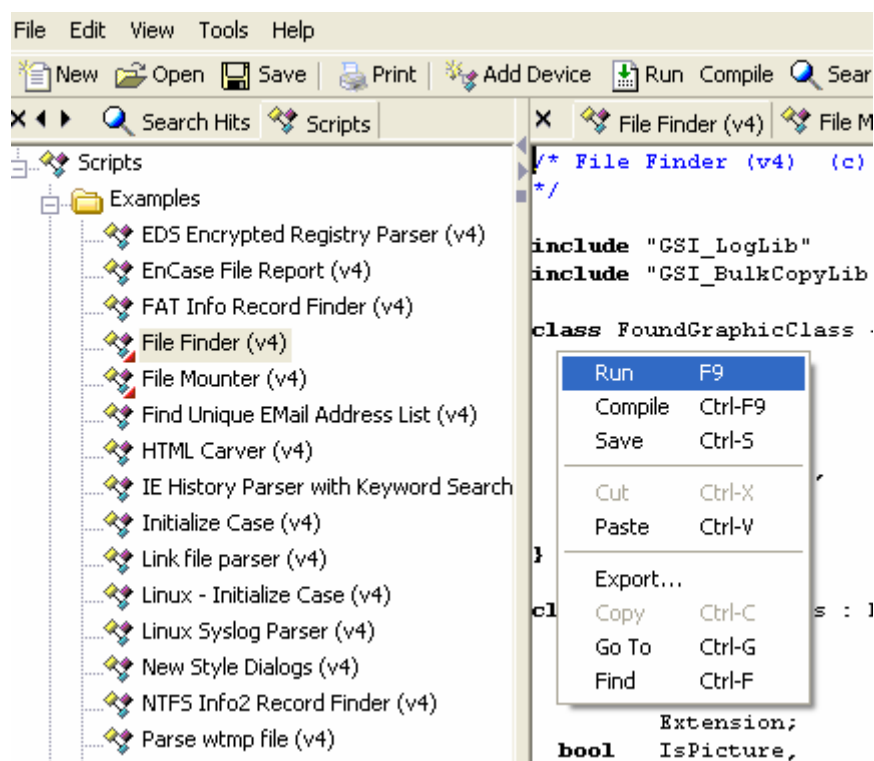 File Edit View Tools Help
New Open Save Print Add Device Run Compile Sear
Search Hits Scripts
File Finder (v4) File M
Scripts
Examples
EDS Encrypted Registry Parser (v4)
EnCase File Report (v4)
FAT Info Record Finder (v4)
File Finder (v4)
File Mounter (v4)
Find Unique EMail Address List (v4)
HTML Carver (v4)
IE History Parser with Keyword Search
Initialize Case (v4)
Link file parser (v4)
Linux - Initialize Case (v4)
Linux Syslog Parser (v4)
New Style Dialogs (v4)
NTFS Info2 Record Finder (v4)
Parse wtmp file (v4)
/* File Finder (v4) (c)
*/
include "GSI_LogLib"
include "GSI_BulkCopyLib
class FoundGraphicClass
Run F9
Compile Ctrl-F9
Save Ctrl-S
Cut Ctrl-X
Paste Ctrl-V
}
Export...
cl
Copy Ctrl-C
s :
Go To Ctrl-G
Find Ctrl-F
Extension;
bool IsPicture,